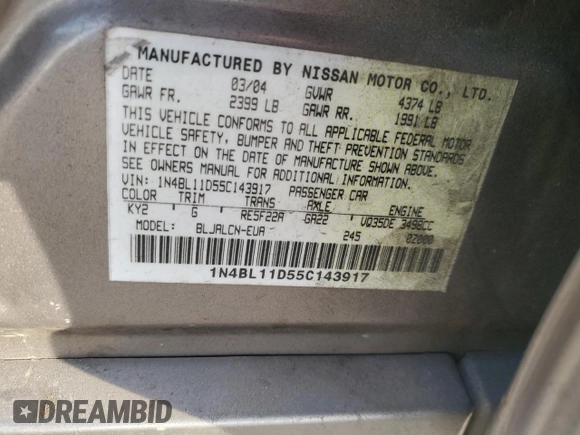 MANUFACTURED BY NISSAN MOTOR CO., LTD.
DATE 03/04 GVWR 4374 LB
GAWR FR. 2399 LB GAWR RR. 1991 LB
THIS VEHICLE CONFORMS TO ALL APPLICABLE FEDERAL MOTOR
VEHICLE SAFETY, BUMPER AND THEFT PREVENTION STANDARDS
IN EFFECT ON THE DATE OF MANUFACTURE SHOWN ABOVE.
SEE OWNERS MANUAL FOR ADDITIONAL INFORMATION.
VIN: 1N4BL11D55C143917 PASSENGER CAR
COLOR TRIM TRANS AXLE ENGINE
KY2 G RE5F22A GA22 VQ35DE 3498CC
MODEL: BLJALCN-EUA 245 02000
1N4BL11D55C143917
DREAMBID